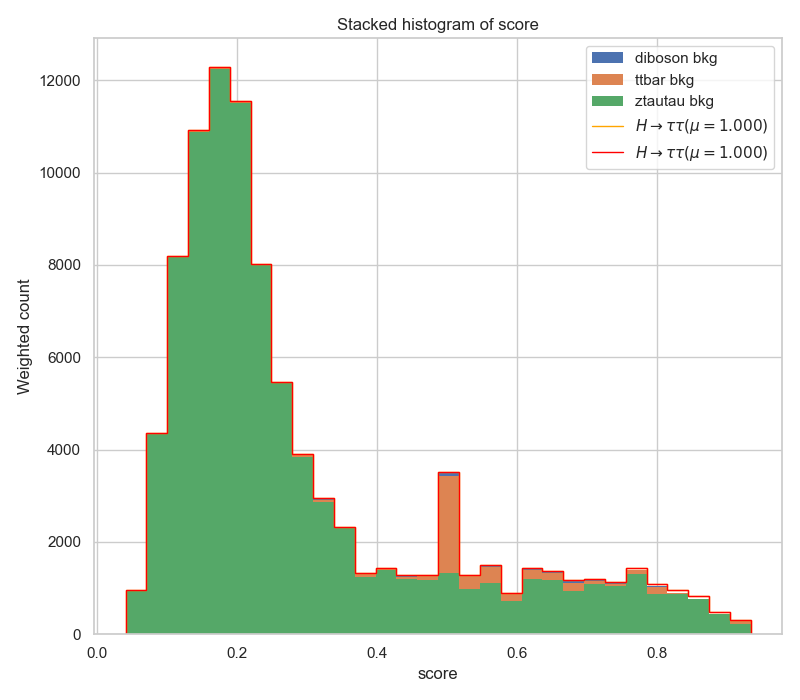 Stacked histogram of score
diboson bkg
ttbar bkg
ztautau bkg
H → ττ(μ = 1.000)
H → ττ(μ = 1.000)
Weighted count
12000
10000
8000
6000
4000
2000
0
0.0 0.2 0.4 0.6 0.8
score